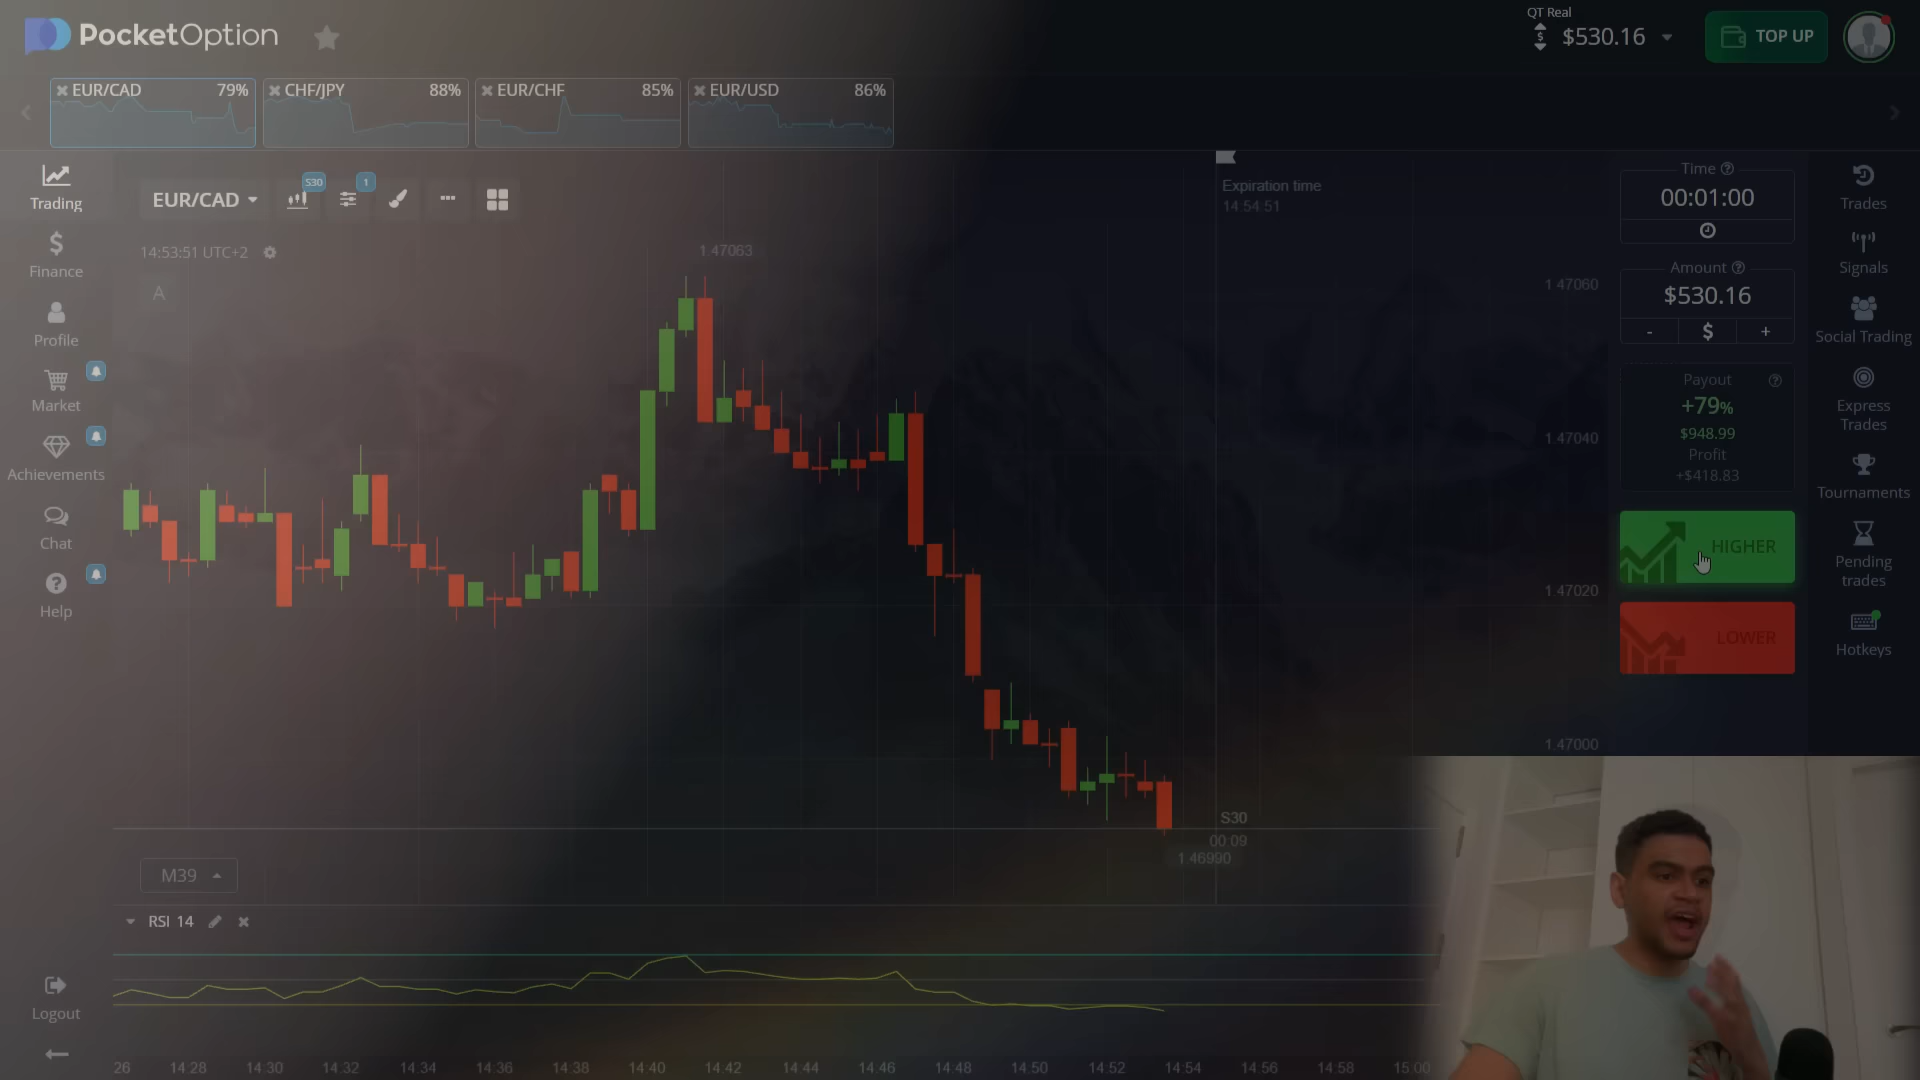 PocketOption
QT Real
$530.16
TOP UP
EUR/CAD 79%
CHF/JPY 88%
EUR/CHF 85%
EUR/USD 86%
Trading
Finance
Profile
Market
Achievements
Chat
Help
Logout
EUR/CAD
S30
1
14:53:51 UTC+2
A
1.47063
Expiration time
14:54:51
1.47060
1.47040
1.47020
1.47000
S30
00:09
1.46990
M39
RSI 14
26 14:28 14:30 14:32 14:34 14:36 14:38 14:40 14:42 14:44 14:46 14:48 14:50 14:52 14:54 14:56 14:58 15:00
Time
00:01:00
Amount
$530.16
- $ +
Payout
+79%
$948.99
Profit
+$418.83
HIGHER
LOWER
Trades
Signals
Social Trading
Express
Trades
Tournaments
Pending
trades
Hotkeys